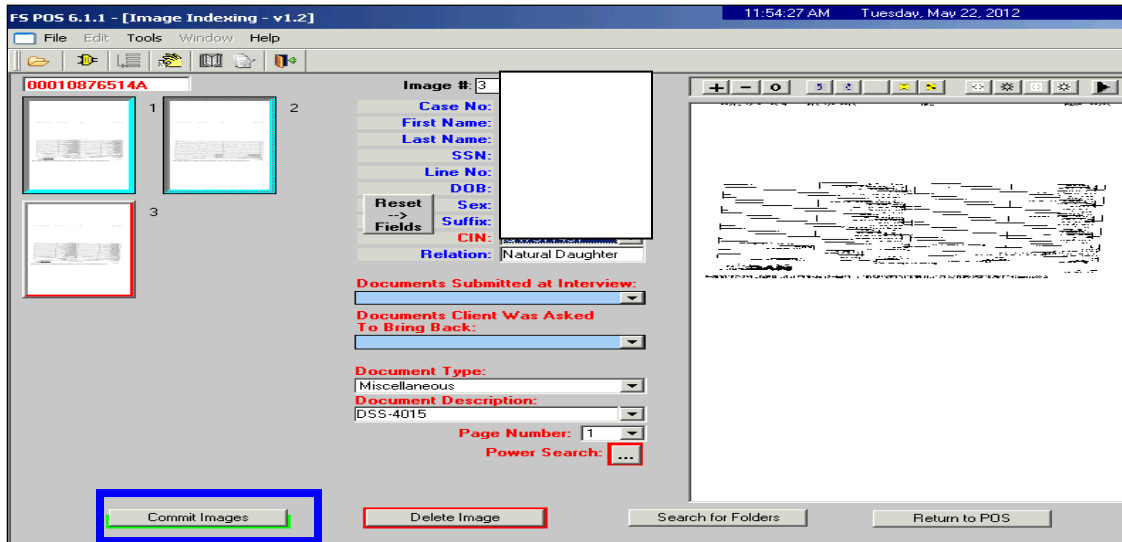 FS POS 6.1.1 - [Image Indexing - v1.2]
11:54:27 AM Tuesday, May 22, 2012
File Edit Tools Window Help
00010876514A
1
2
3
Image #: 3
Case No:
First Name:
Last Name:
SSN:
Line No:
DOB:
Sex:
Suffix:
CIN:
Relation: Natural Daughter
Reset
-->
Fields
Documents Submitted at Interview:
Documents Client Was Asked
To Bring Back:
Document Type:
Miscellaneous
Document Description:
DSS-4015
Page Number: 1
Power Search: ...
Commit Images
Delete Image
Search for Folders
Return to POS